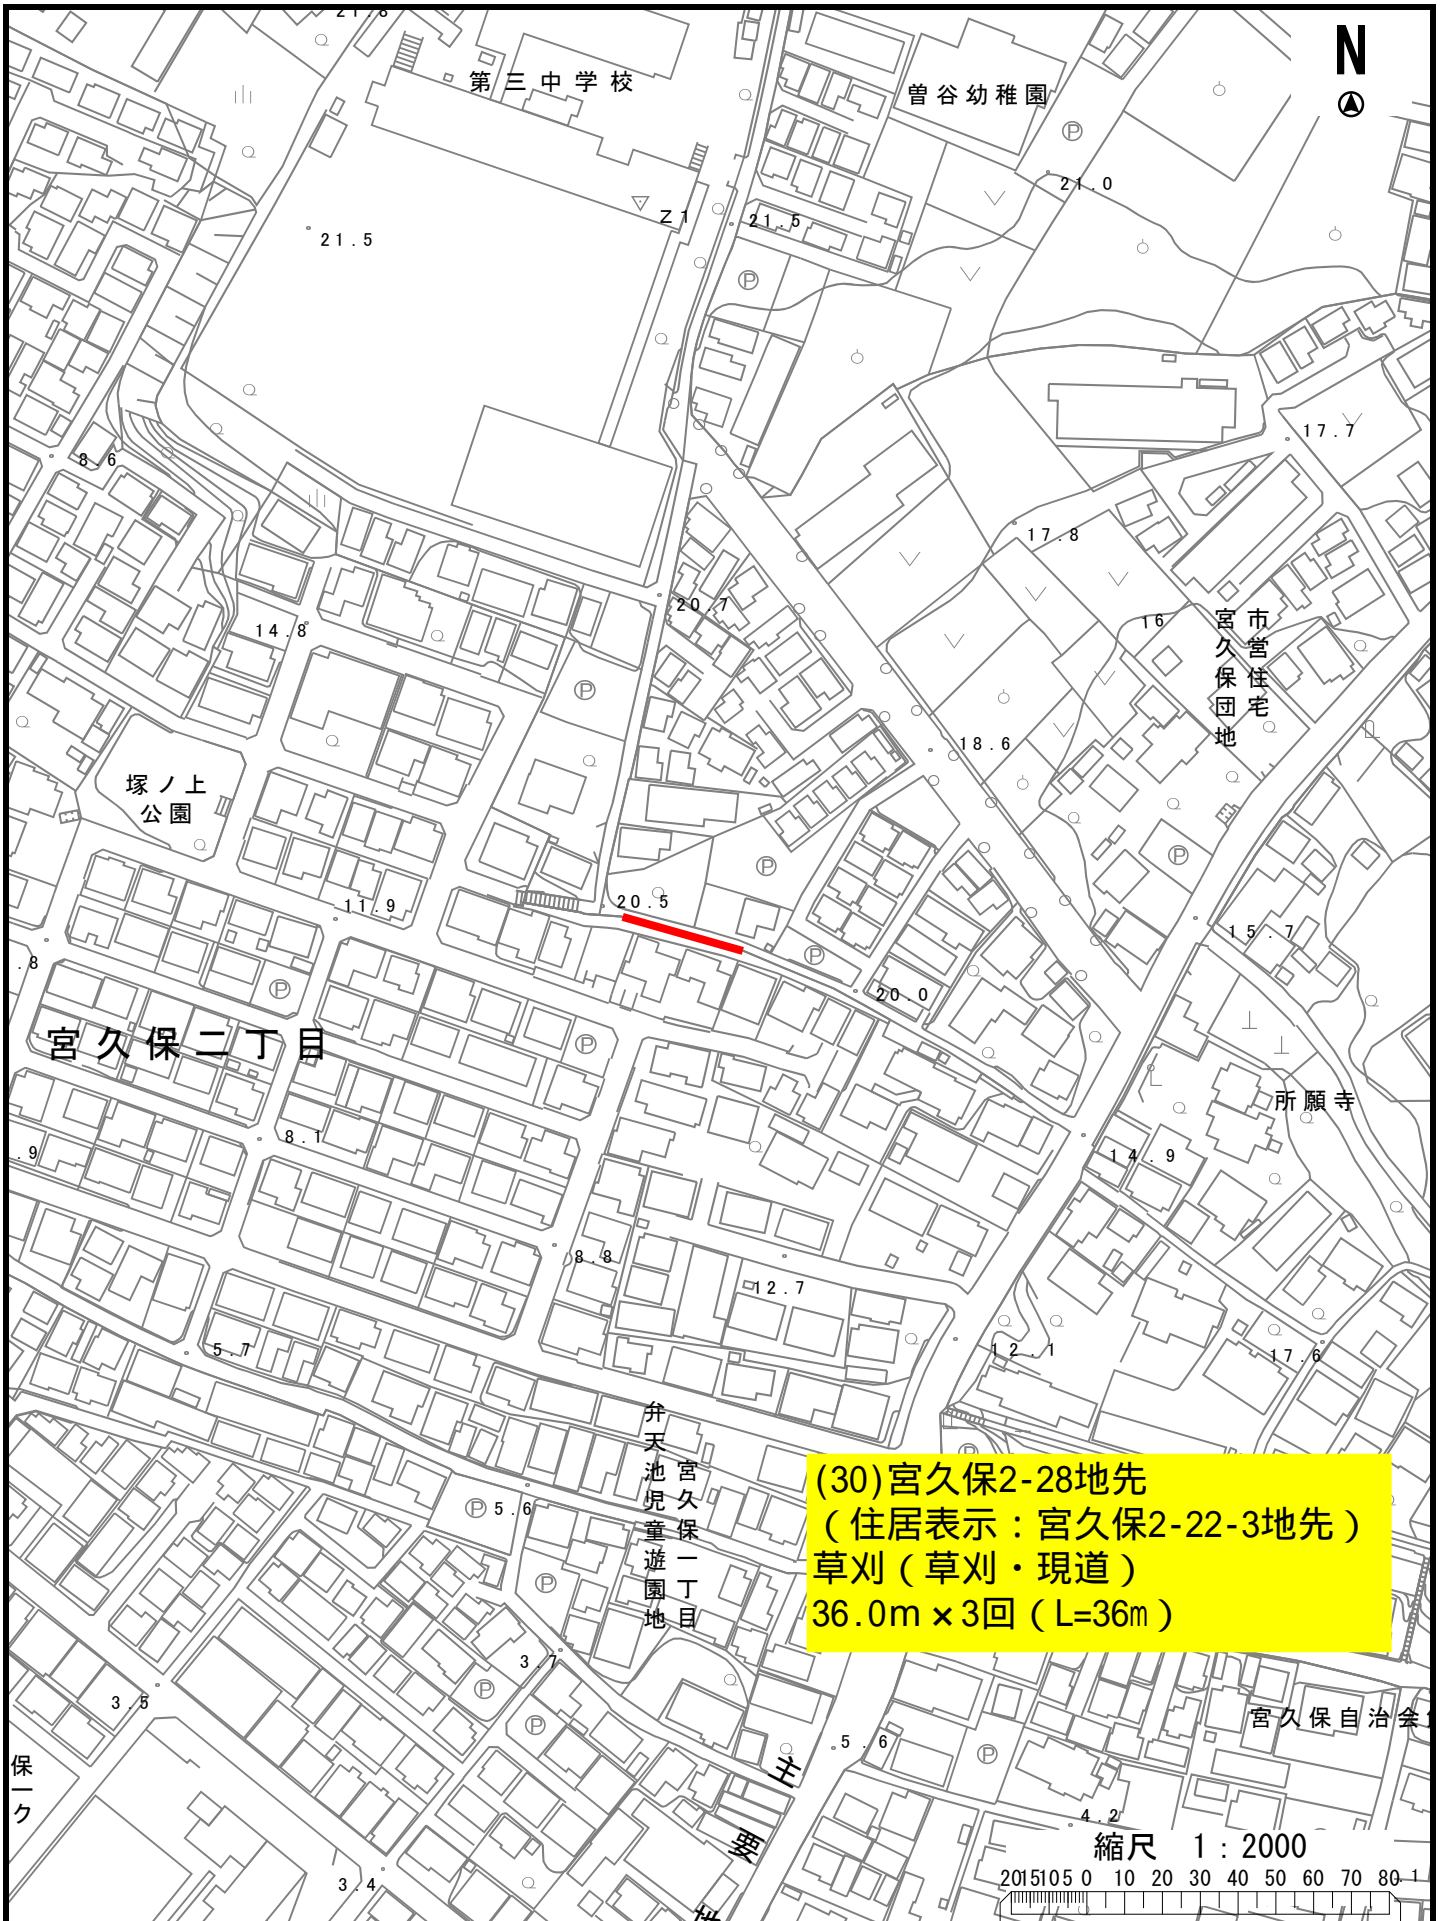 21.8
N
第三中学校
曽谷幼稚園
P
21.0
Z1
21.5
21.5
P
17.7
8.6
17.8
20.7
14.8
16
市営住宅
宮久保団地
P
18.6
塚ノ上
公園
P
P
11.9
20.5
15.7
.8
P
P
20.0
宮久保二丁目
P
所願寺
8.1
.9
14.9
8.8
12.7
5.7
12.1
17.6
弁天池児童遊園地
宮久保一丁目
P
P
5.6
(30)宮久保2-28地先
（住居表示：宮久保2-22-3地先）
草刈（草刈・現道）
36.0m×3回（L=36㎡）
P
3.7
P
3.5
P
宮久保自治会
5.6
P
主要
保一ク
4.2
縮尺 1:2000
20 15 10 5 0 10 20 30 40 50 60 70 80
.1
3.4